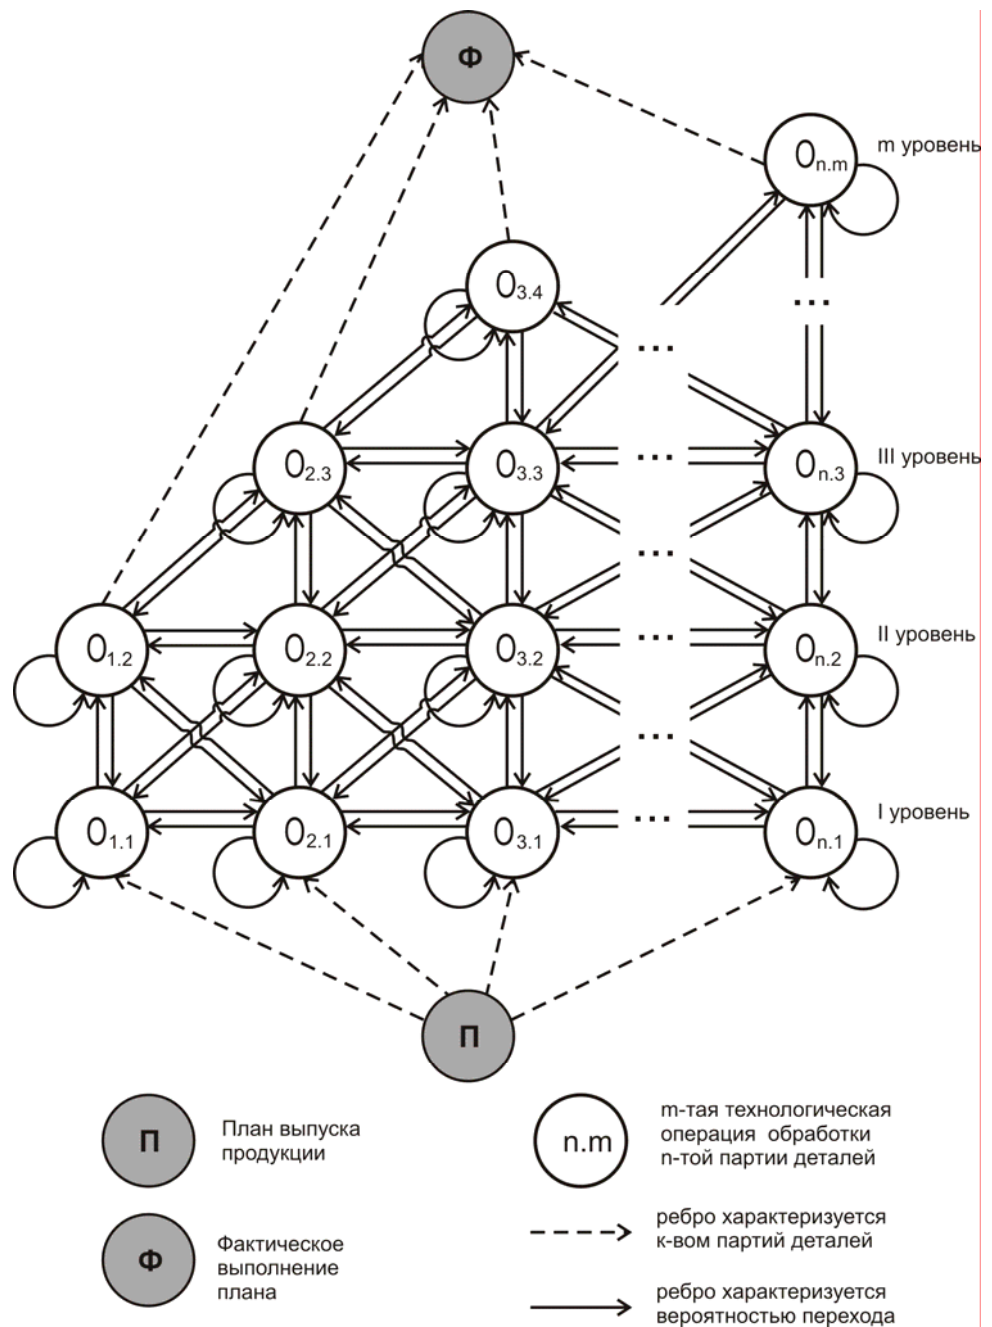 Ф
O n.m
m уровень
O 3.4
...
...
O 2.3
O 3.3
...
O n.3
III уровень
...
O 1.2
O 2.2
O 3.2
...
O n.2
II уровень
...
O 1.1
O 2.1
O 3.1
...
O n.1
I уровень
П
П
План выпуска
продукции
n.m
m-тая технологическая
операция обработки
n-той партии деталей
Ф
Фактическое
выполнение
плана
ребро характеризуется
к-вом партий деталей
ребро характеризуется
вероятностью перехода